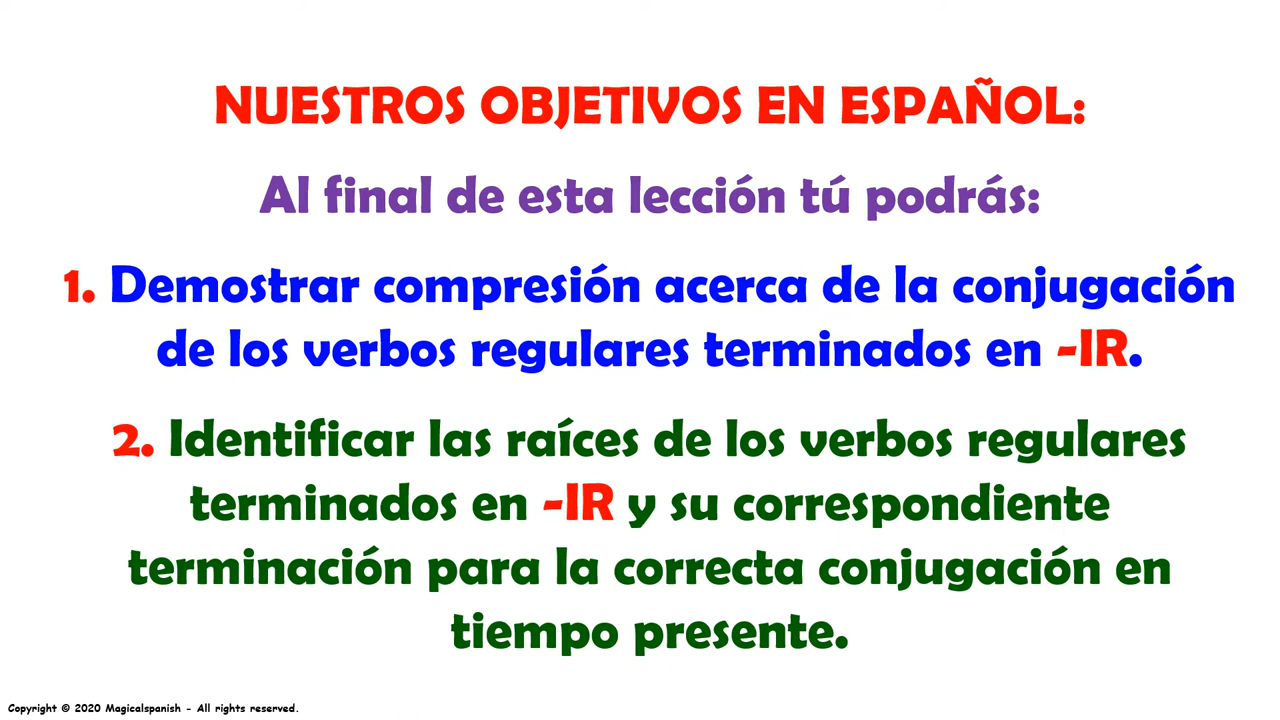 NUESTROS OBJETIVOS EN ESPAÑOL:
Al final de esta lección tú podrás:
1. Demostrar compresión acerca de la conjugación
de los verbos regulares terminados en -IR.
2. Identificar las raíces de los verbos regulares
terminados en -IR y su correspondiente
terminación para la correcta conjugación en
tiempo presente.
Copyright © 2020 Magicalspanish - All rights reserved.